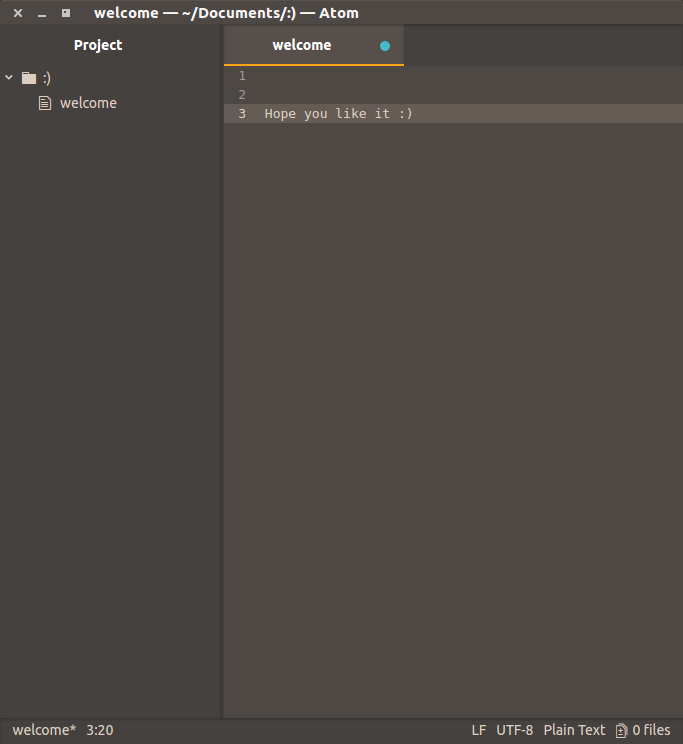 welcome — ~/Documents/:) — Atom
Project
welcome
:)
welcome
1
2
3 Hope you like it :)
welcome* 3:20 LF UTF-8 Plain Text 0 files